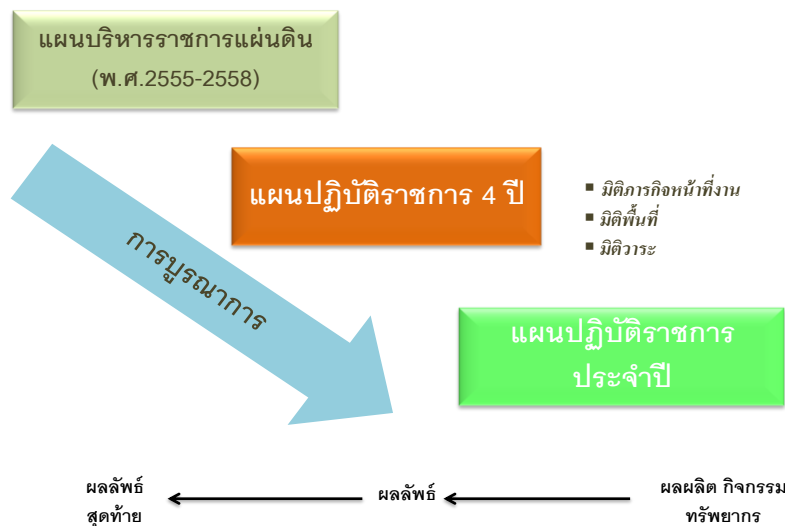 แผนบริหารราชการแผ่นดิน
(พ.ศ.2555-2558)
แผนปฏิบัติราชการ 4 ปี
▪ มิติภารกิจหน้าที่งาน
▪ มิติพื้นที่
▪ มิติวาระ
การบูรณาการ
แผนปฏิบัติราชการ
ประจำปี
ผลลัพธ์
สุดท้าย
ผลลัพธ์
ผลผลิต กิจกรรม
ทรัพยากร